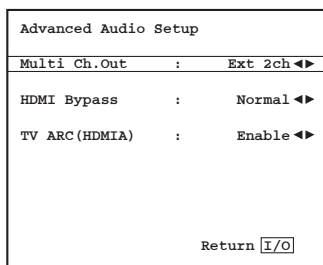 Advanced Audio Setup
Multi Ch.Out : Ext 2ch◄►
HDMI Bypass : Normal◄►
TV ARC(HDMIA) : Enable◄►
Return I/O